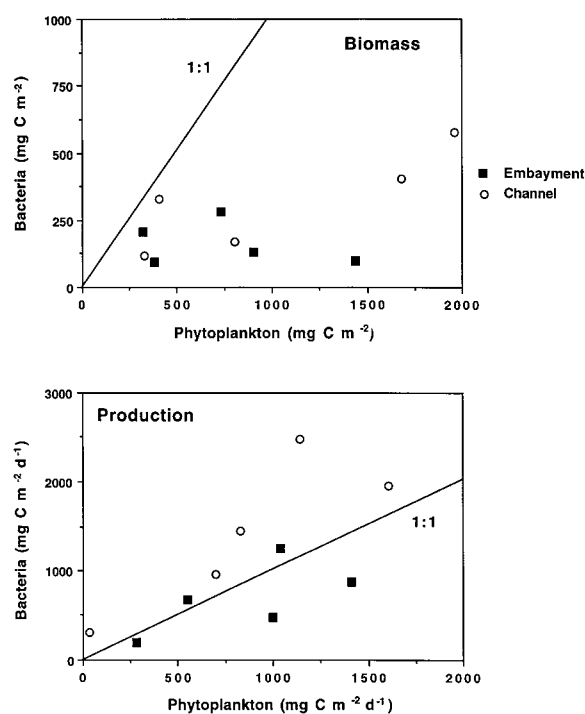 1000
750
500
250
0
Bacteria (mg C m⁻²)
1:1
Biomass
0 500 1000 1500 2000
Phytoplankton (mg C m⁻²)
Embayment
Channel
3000
2000
1000
0
Bacteria (mg C m⁻² d⁻¹)
Production
1:1
0 500 1000 1500 2000
Phytoplankton (mg C m⁻² d⁻¹)